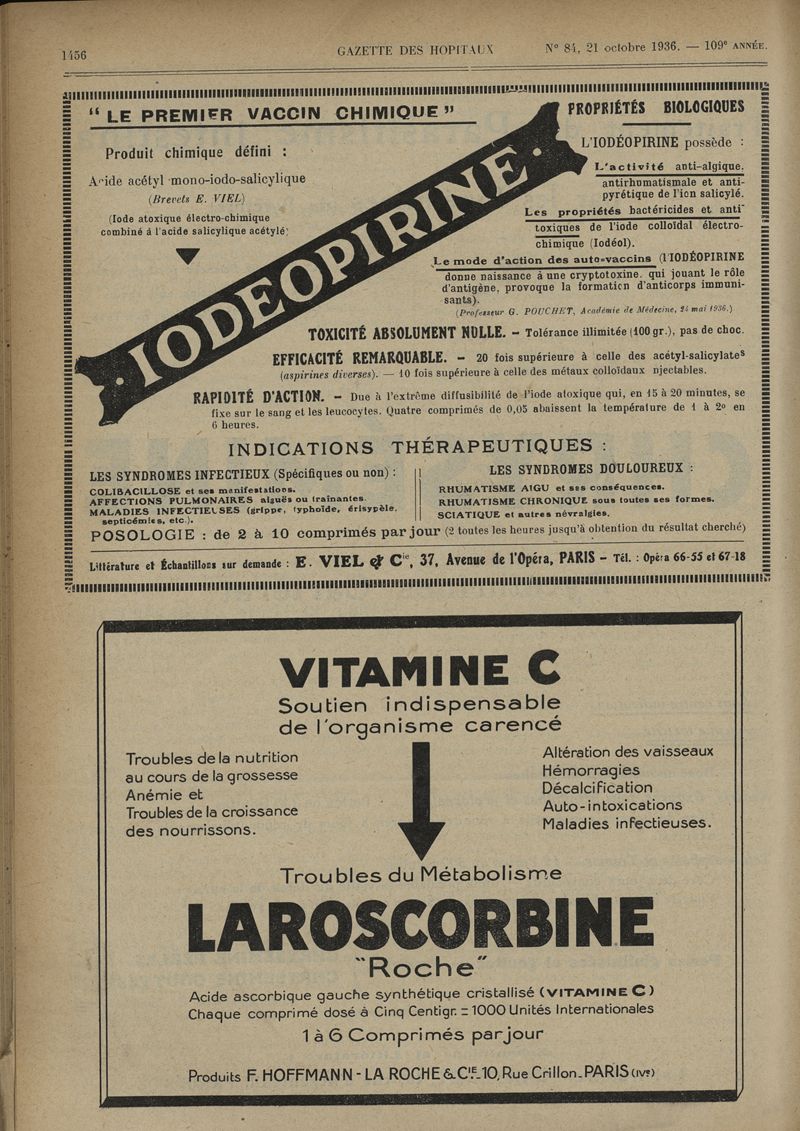 1456
GAZETTE DES HOPITAUX
N° 84, 21 octobre 1936. — 109e ANNÉE.
“ LE PREMIER VACCIN CHIMIQUE ”
Produit chimique défini :
Acide acétyl mono-iodo-salicylique
(Brevets E. VIEL)
(Iode atoxique électro-chimique
combiné à l'acide salicylique acétylé)
· IODEOPIRINE ·
PROPRIÉTÉS BIOLOGIQUES
L'IODÉOPIRINE possède :
L'activité anti-algique,
antirhumatismale et anti-
pyrétique de l'ion salicylé.
Les propriétés bactéricides et anti-
toxiques de l'iode colloïdal électro-
chimique (Iodéol).
Le mode d'action des auto-vaccins (l'IODÉOPIRINE
donne naissance à une cryptotoxine, qui jouant le rôle
d'antigène, provoque la formation d'anticorps immuni-
sants).
(Professeur G. POUCHET, Académie de Médecine, 24 mai 1936.)
TOXICITÉ ABSOLUMENT NULLE. – Tolérance illimitée (100 gr.), pas de choc.
EFFICACITÉ REMARQUABLE. – 20 fois supérieure à celle des acétyl-salicylates
(aspirines diverses). — 10 fois supérieure à celle des métaux colloïdaux njectables.
RAPIDITÉ D'ACTION. – Due à l'extrême diffusibilité de l'iode atoxique qui, en 15 à 20 minutes, se
fixe sur le sang et les leucocytes. Quatre comprimés de 0,05 abaissent la température de 1 à 2° en
6 heures.
INDICATIONS THÉRAPEUTIQUES :
LES SYNDROMES INFECTIEUX (Spécifiques ou non) :
COLIBACILLOSE et ses manifestations.
AFFECTIONS PULMONAIRES aiguës ou traînantes.
MALADIES INFECTIEUSES (grippe, typhoïde, érisypèle,
septicémies, etc.).
LES SYNDROMES DOULOUREUX :
RHUMATISME AIGU et ses conséquences.
RHUMATISME CHRONIQUE sous toutes ses formes.
SCIATIQUE et autres névralgies.
POSOLOGIE : de 2 à 10 comprimés par jour (2 toutes les heures jusqu'à obtention du résultat cherché)
Littérature et Échantillons sur demande : E. VIEL & Cie, 37, Avenue de l'Opéra, PARIS – Tél. : Opéra 66-55 et 67-18
VITAMINE C
Soutien indispensable
de l'organisme carencé
Troubles de la nutrition
au cours de la grossesse
Anémie et
Troubles de la croissance
des nourrissons.
Altération des vaisseaux
Hémorragies
Décalcification
Auto-intoxications
Maladies infectieuses.
Troubles du Métabolisme
LAROSCORBINE
"Roche"
Acide ascorbique gauche synthétique cristallisé (VITAMINE C)
Chaque comprimé dosé à Cinq Centigr. = 1000 Unités Internationales
1 à 6 Comprimés par jour
Produits F. HOFFMANN - LA ROCHE & CIE. 10, Rue Crillon. PARIS (IVe)